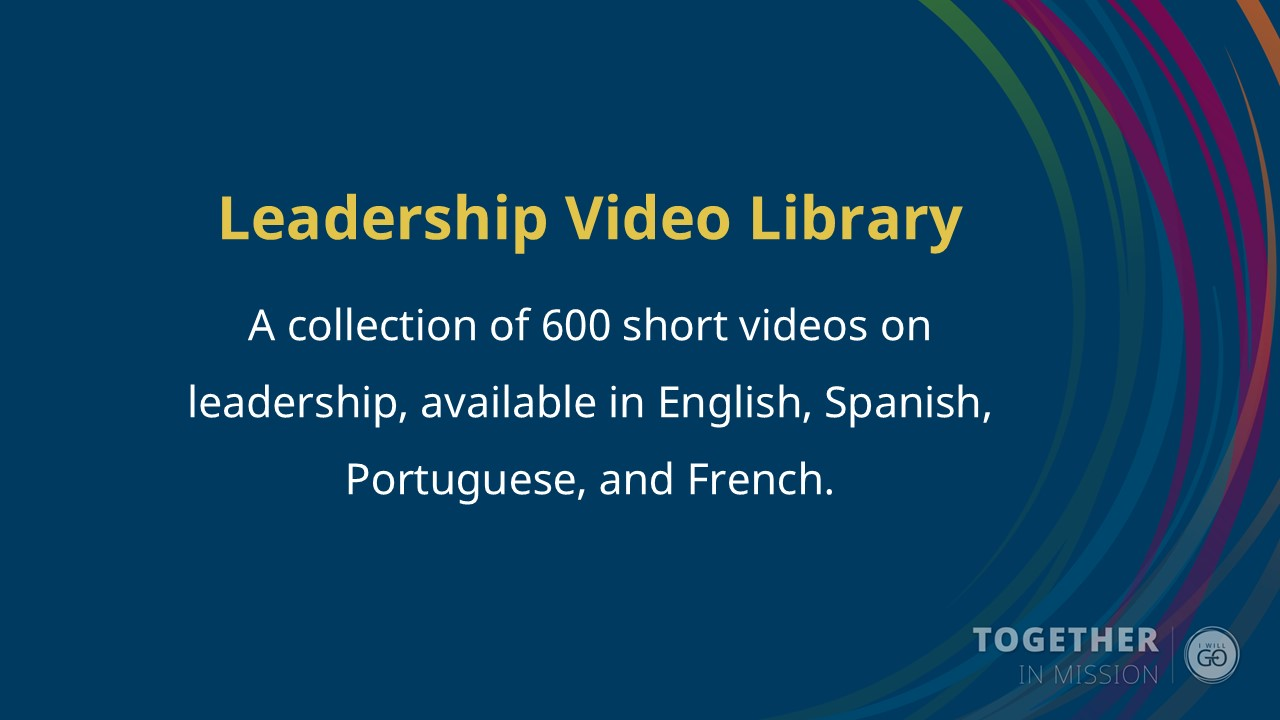 Leadership Video Library
A collection of 600 short videos on
leadership, available in English, Spanish,
Portuguese, and French.
TOGETHER
IN MISSION
I WILL
GO